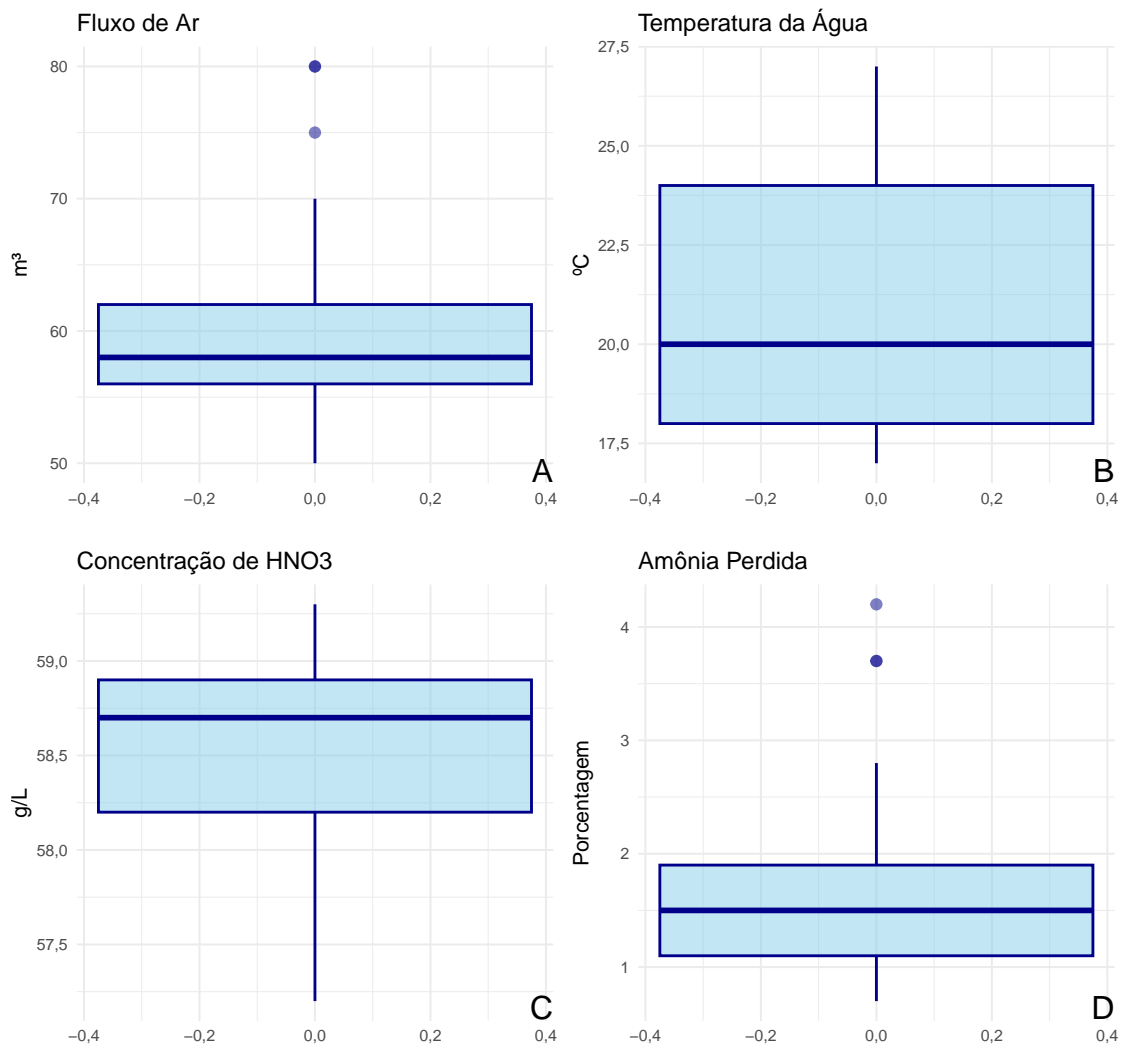 Fluxo de Ar
m³
80
70
60
50
–0,4 –0,2 0,0 0,2 0,4
A
Temperatura da Água
ºC
27,5
25,0
22,5
20,0
17,5
–0,4 –0,2 0,0 0,2 0,4
B
Concentração de HNO3
g/L
59,0
58,5
58,0
57,5
–0,4 –0,2 0,0 0,2 0,4
C
Amônia Perdida
Porcentagem
4
3
2
1
–0,4 –0,2 0,0 0,2 0,4
D